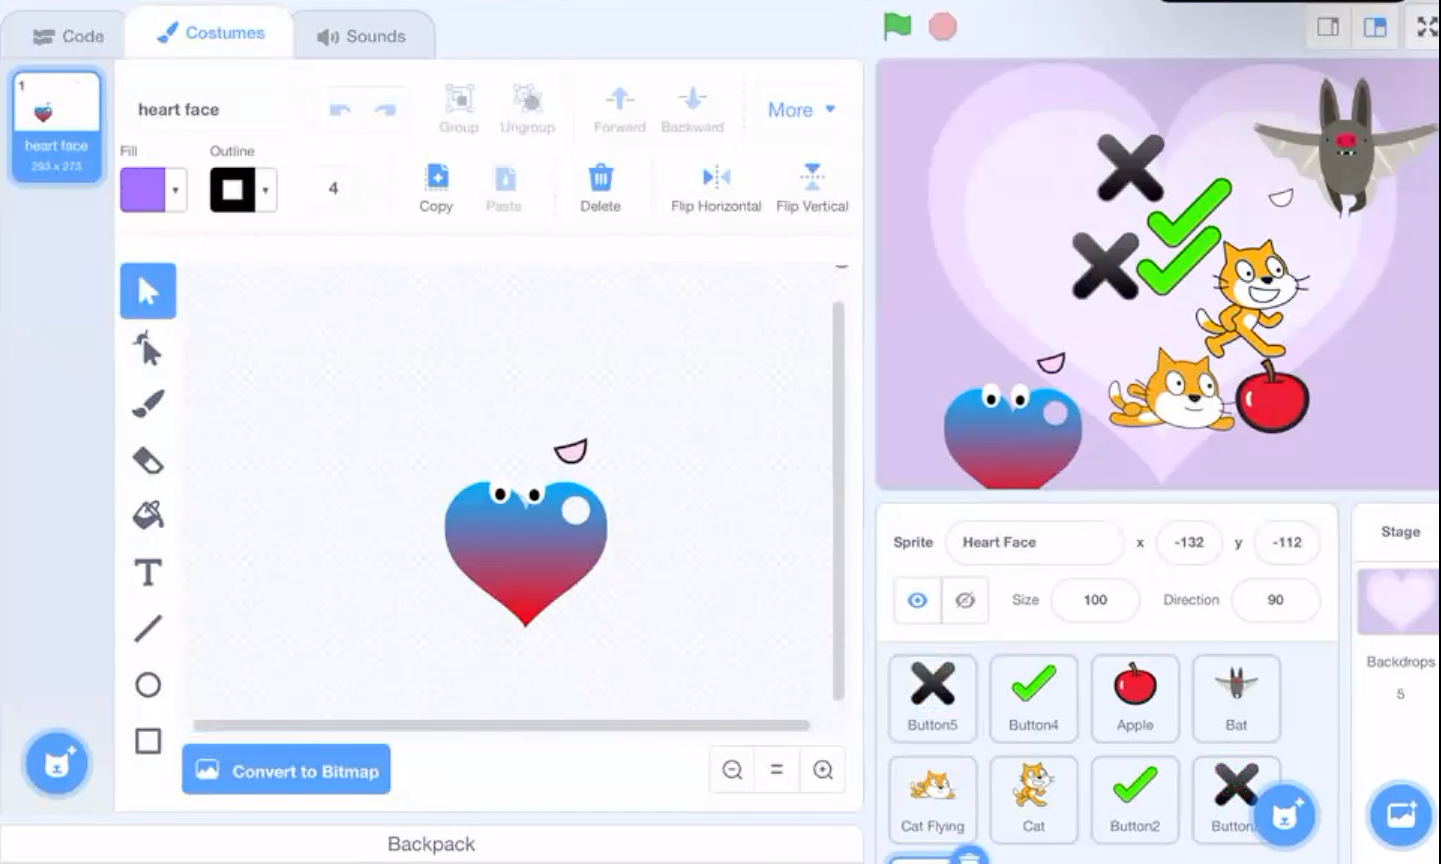 Code
Costumes
Sounds
1
heart face
293 x 273
heart face
Group
Ungroup
Forward
Backward
More
Fill
Outline
4
Copy
Paste
Delete
Flip Horizontal
Flip Vertical
T
Convert to Bitmap
Backpack
Sprite
Heart Face
x
-132
y
-112
Size
100
Direction
90
Stage
Backdrops
5
Button5
Button4
Apple
Bat
Cat Flying
Cat
Button2
Button